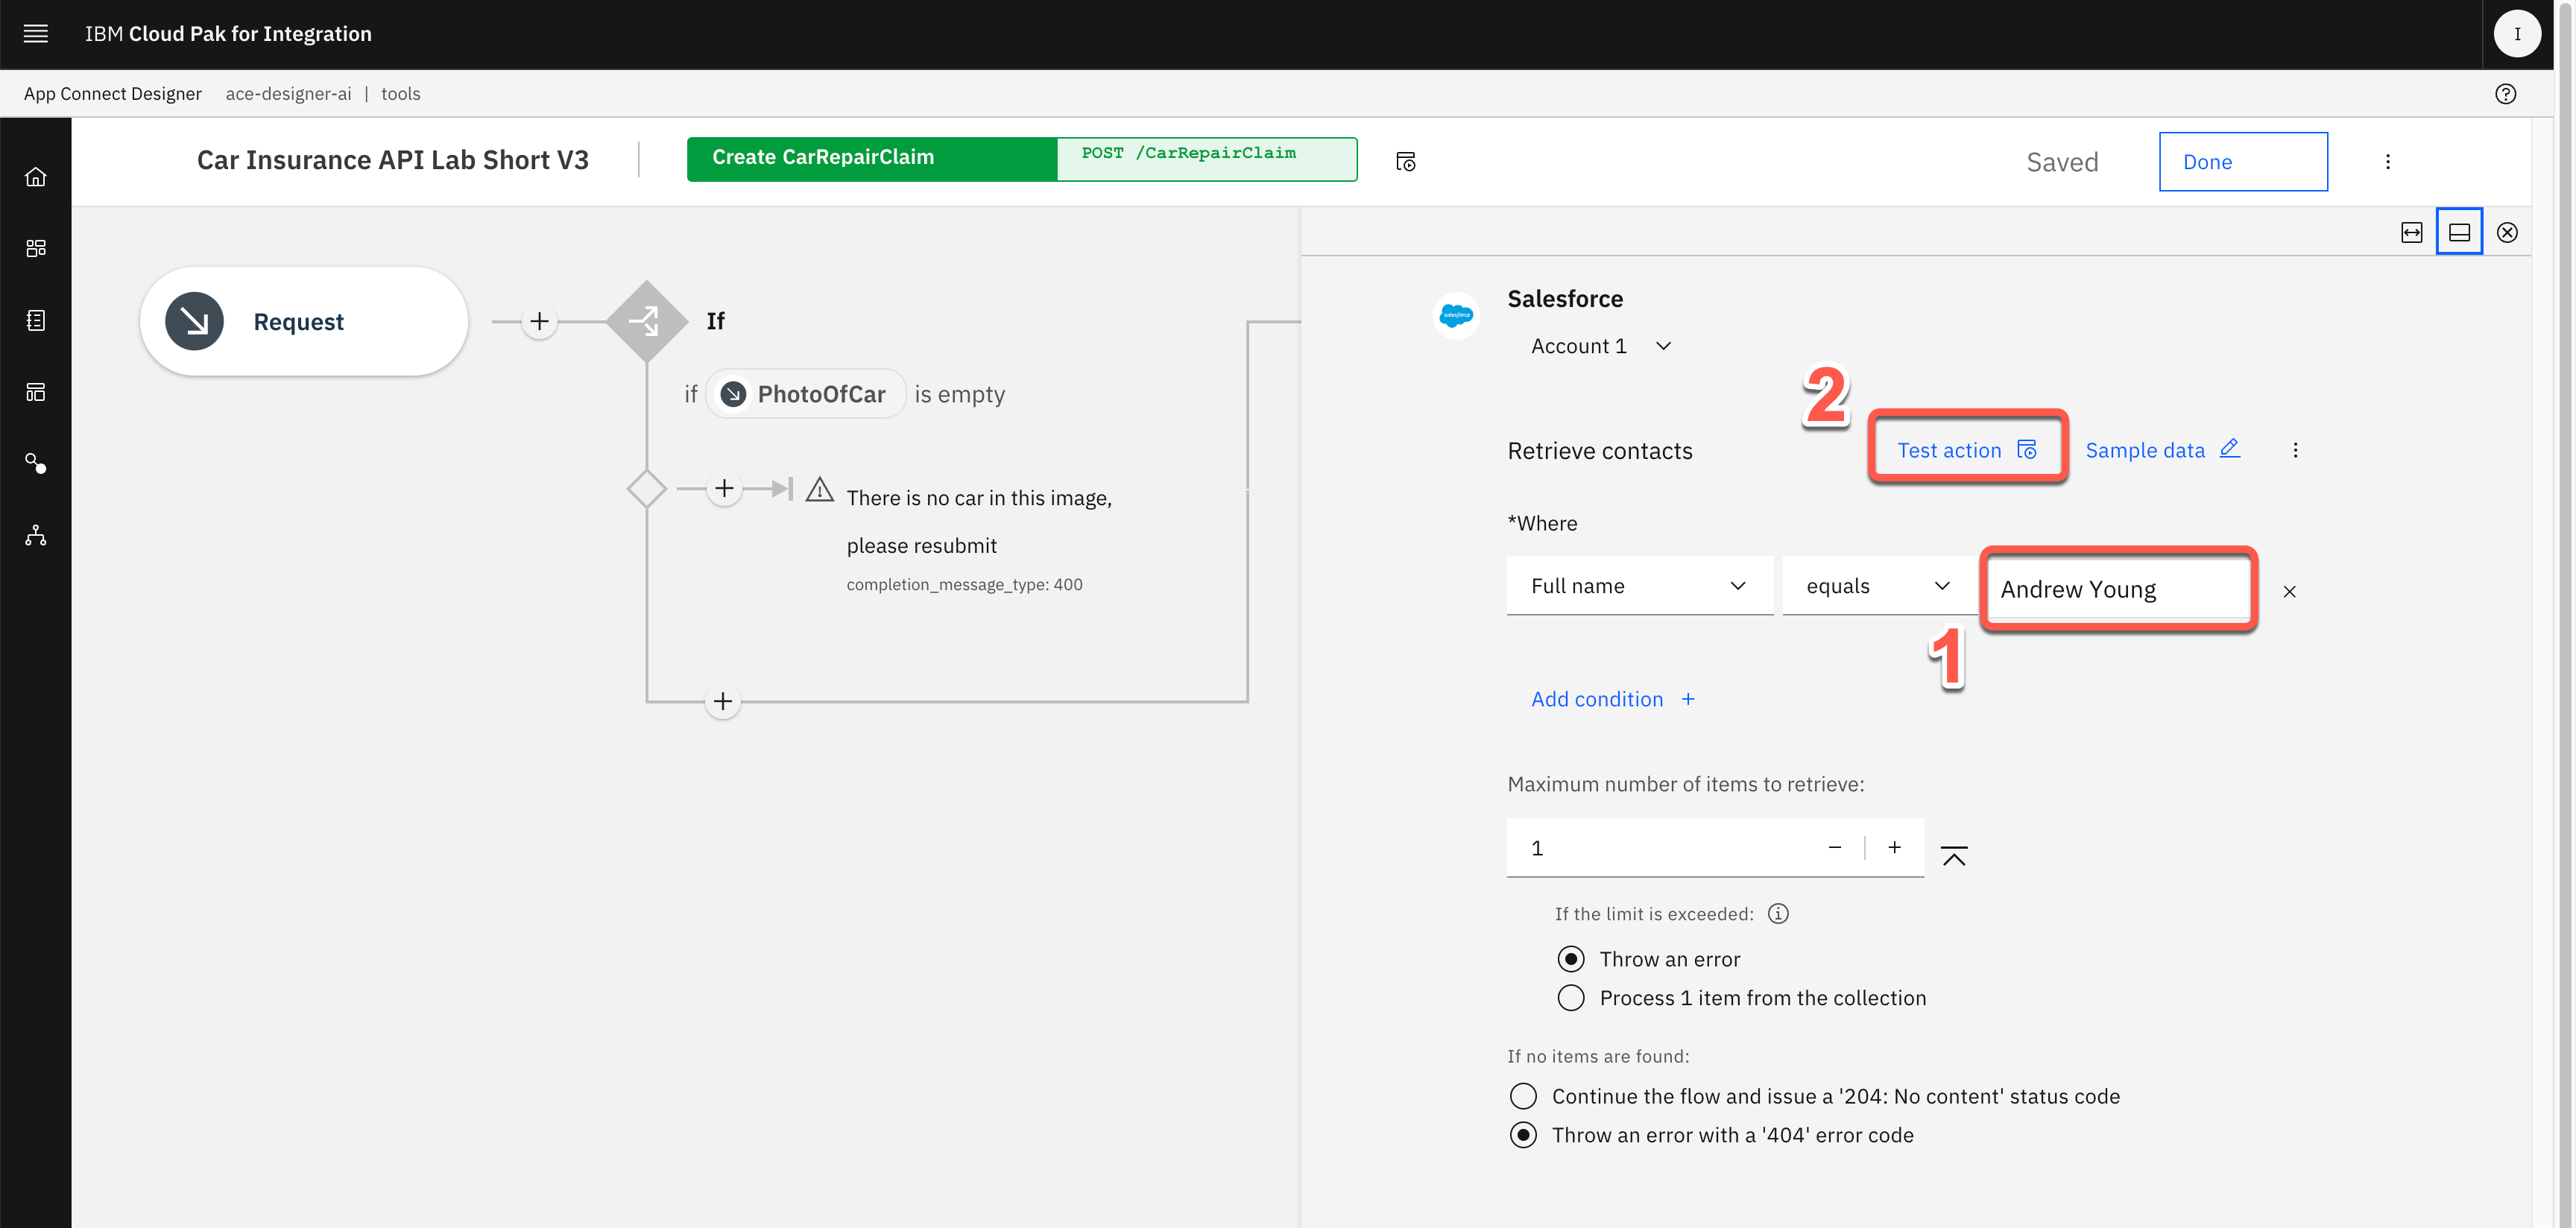 IBM Cloud Pak for Integration
I
App Connect Designer ace-designer-ai | tools
Car Insurance API Lab Short V3
Create CarRepairClaim
POST /CarRepairClaim
Saved
Done
Request
If
if PhotoOfCar is empty
There is no car in this image,
please resubmit
completion_message_type: 400
salesforce
Salesforce
Account 1
2
Retrieve contacts
Test action
Sample data
*Where
Full name
equals
Andrew Young
1
Add condition +
Maximum number of items to retrieve:
1
If the limit is exceeded:
Throw an error
Process 1 item from the collection
If no items are found:
Continue the flow and issue a '204: No content' status code
Throw an error with a '404' error code